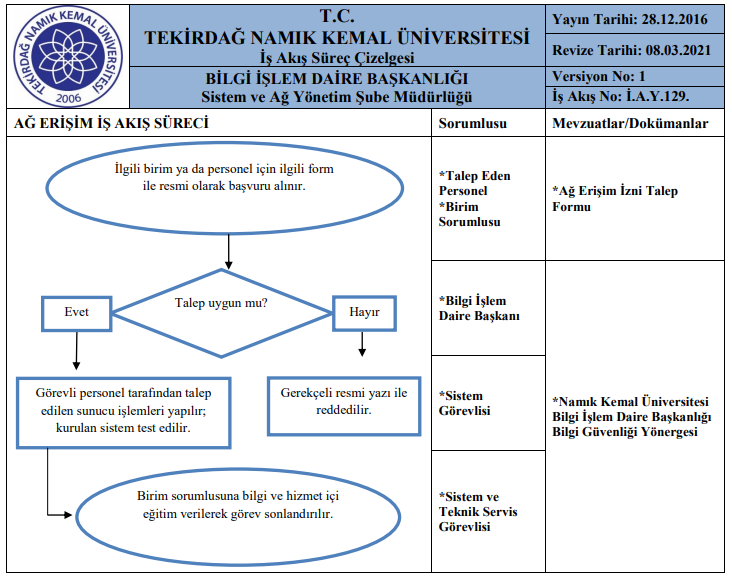 TEKİRDAĞ NAMIK KEMAL ÜNİVERSİTESİ
2006
T.C.
TEKİRDAĞ NAMIK KEMAL ÜNİVERSİTESİ
İş Akış Süreç Çizelgesi
BİLGİ İŞLEM DAİRE BAŞKANLIĞI
Sistem ve Ağ Yönetim Şube Müdürlüğü
Yayın Tarihi: 28.12.2016
Revize Tarihi: 08.03.2021
Versiyon No: 1
İş Akış No: İ.A.Y.129.
AĞ ERİŞİM İŞ AKIŞ SÜRECİ
Sorumlusu
Mevzuatlar/Dokümanlar
İlgili birim ya da personel için ilgili form
ile resmi olarak başvuru alınır.
*Talep Eden
Personel
*Birim
Sorumlusu
*Ağ Erişim İzni Talep
Formu
Talep uygun mu?
Evet
Hayır
*Bilgi İşlem
Daire Başkanı
Görevli personel tarafından talep
edilen sunucu işlemleri yapılır;
kurulan sistem test edilir.
Gerekçeli resmi yazı ile
reddedilir.
*Sistem
Görevlisi
*Namık Kemal Üniversitesi
Bilgi İşlem Daire Başkanlığı
Bilgi Güvenliği Yönergesi
Birim sorumlusuna bilgi ve hizmet içi
eğitim verilerek görev sonlandırılır.
*Sistem ve
Teknik Servis
Görevlisi